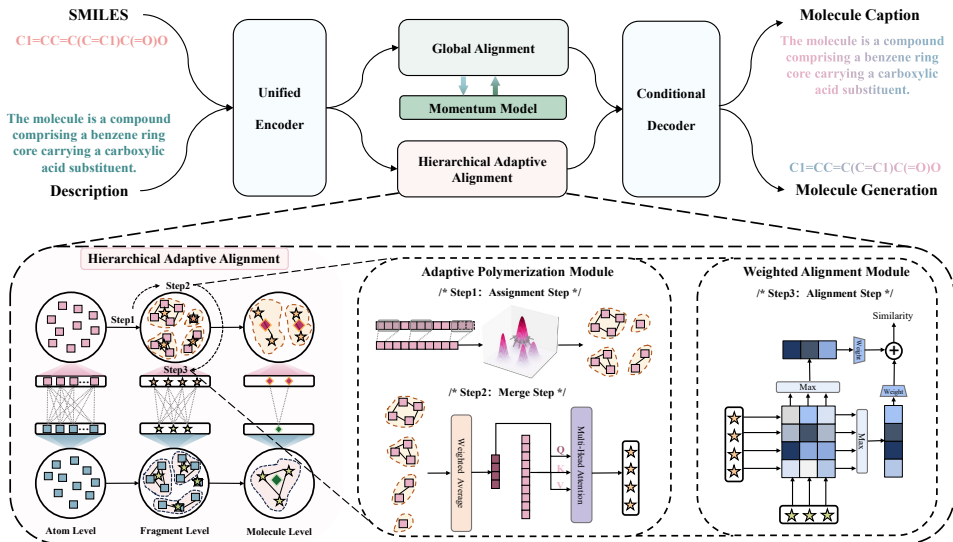 SMILES
C1=CC=C(C=C1)C(=O)O
The molecule is a compound
comprising a benzene ring
core carrying a carboxylic
acid substituent.
Description
Unified
Encoder
Global Alignment
Momentum Model
Hierarchical Adaptive
Alignment
Conditional
Decoder
Molecule Caption
The molecule is a compound
comprising a benzene ring
core carrying a carboxylic
acid substituent.
C1=CC=C(C=C1)C(=O)O
Molecule Generation
Hierarchical Adaptive Alignment
Step2
Step1
Step3
Atom Level
Fragment Level
Molecule Level
Adaptive Polymerization Module
/* Step1: Assignment Step */
/* Step2: Merge Step */
Weighted Average
Q
K
V
Multi-Head Attention
Weighted Alignment Module
/* Step3: Alignment Step */
Similarity
Weight
Max
Weight
Max